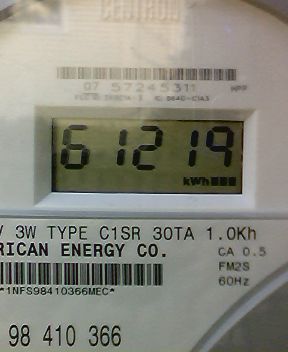 CENTRON
07 57245311
61219
kWh
V 3W TYPE C1SR 30TA 1.0Kh
RICAN ENERGY CO.
CA 0.5
FM2S
60Hz
*1NFS98410366MEC*
98 410 366